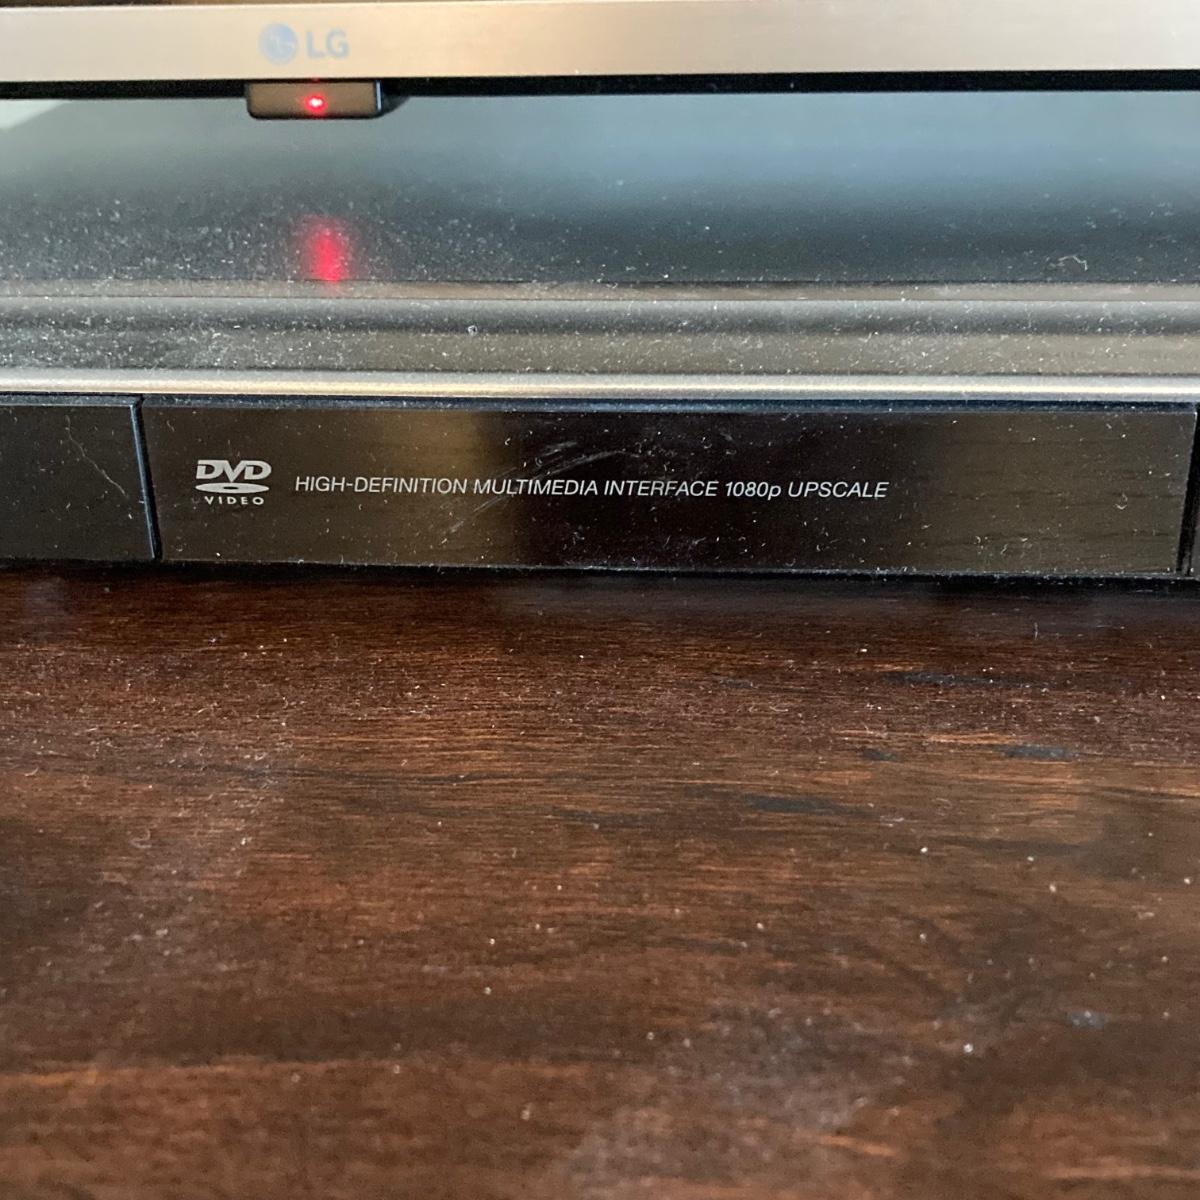 LG
DVD
VIDEO
HIGH-DEFINITION MULTIMEDIA INTERFACE 1080p UPSCALE